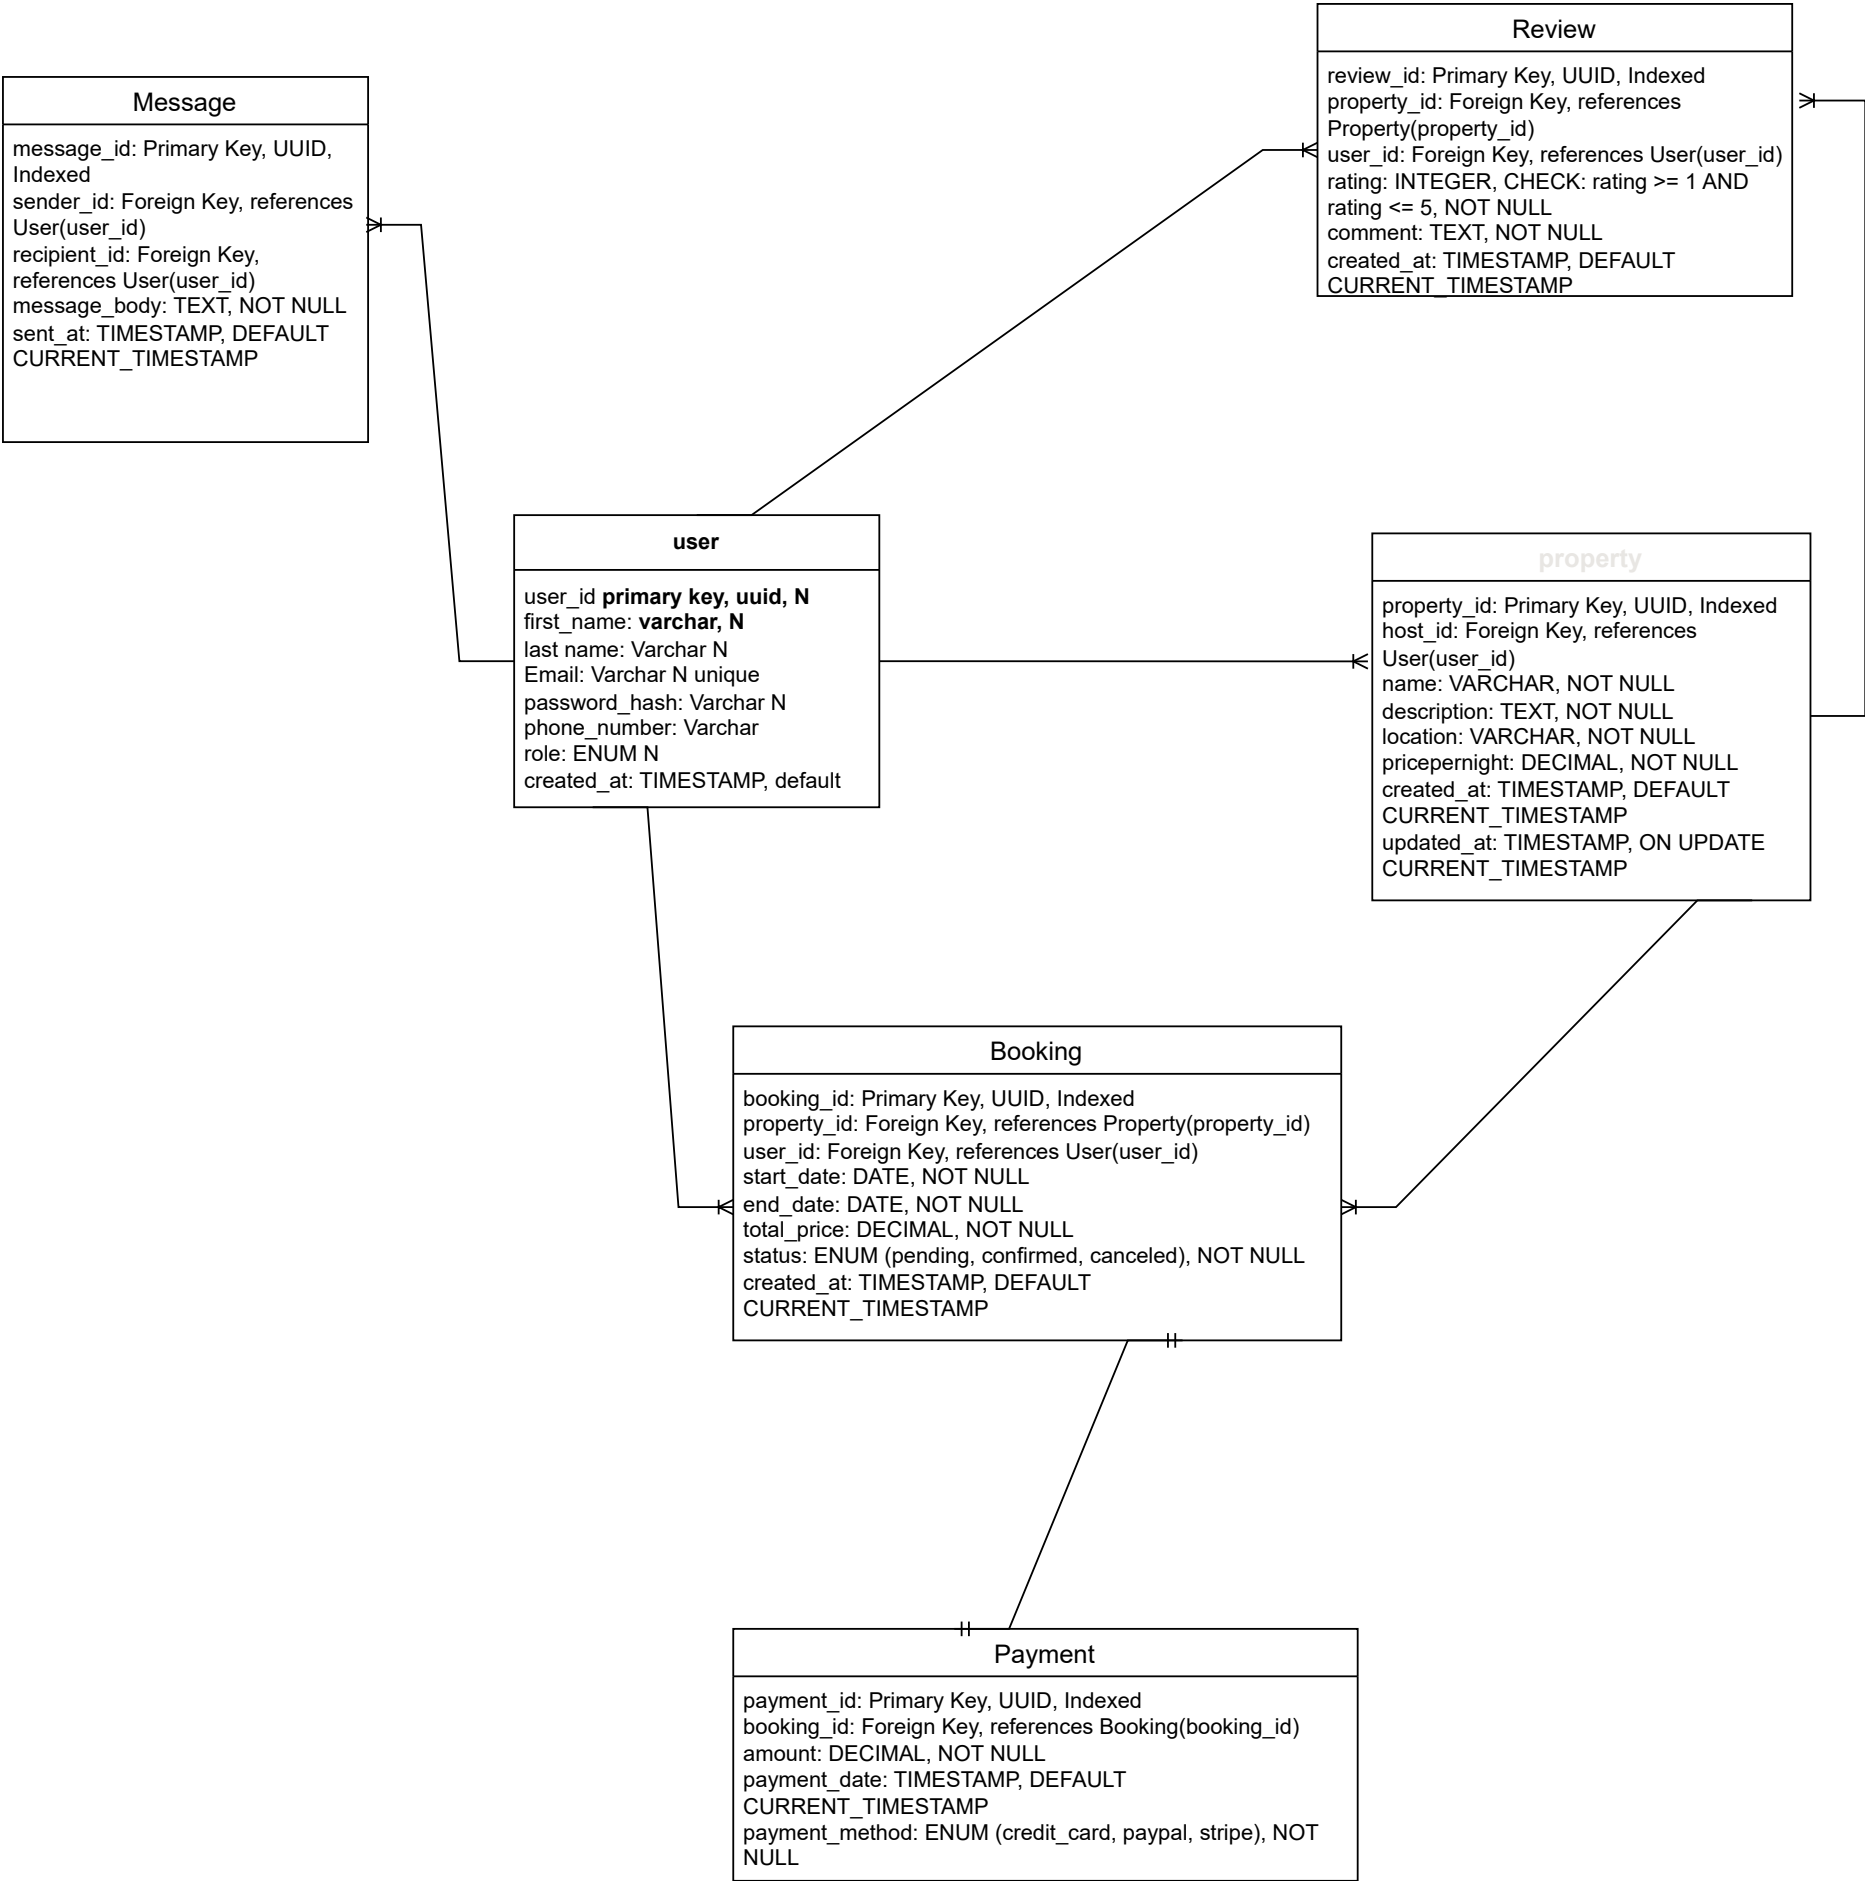 Review
review_id: Primary Key, UUID, Indexed
property_id: Foreign Key, references
Property(property_id)
user_id: Foreign Key, references User(user_id)
rating: INTEGER, CHECK: rating >= 1 AND
rating <= 5, NOT NULL
comment: TEXT, NOT NULL
created_at: TIMESTAMP, DEFAULT
CURRENT_TIMESTAMP
Message
message_id: Primary Key, UUID,
Indexed
sender_id: Foreign Key, references
User(user_id)
recipient_id: Foreign Key,
references User(user_id)
message_body: TEXT, NOT NULL
sent_at: TIMESTAMP, DEFAULT
CURRENT_TIMESTAMP
user
user_id primary key, uuid, N
first_name: varchar, N
last name: Varchar N
Email: Varchar N unique
password_hash: Varchar N
phone_number: Varchar
role: ENUM N
created_at: TIMESTAMP, default
property
property_id: Primary Key, UUID, Indexed
host_id: Foreign Key, references
User(user_id)
name: VARCHAR, NOT NULL
description: TEXT, NOT NULL
location: VARCHAR, NOT NULL
pricepernight: DECIMAL, NOT NULL
created_at: TIMESTAMP, DEFAULT
CURRENT_TIMESTAMP
updated_at: TIMESTAMP, ON UPDATE
CURRENT_TIMESTAMP
Booking
booking_id: Primary Key, UUID, Indexed
property_id: Foreign Key, references Property(property_id)
user_id: Foreign Key, references User(user_id)
start_date: DATE, NOT NULL
end_date: DATE, NOT NULL
total_price: DECIMAL, NOT NULL
status: ENUM (pending, confirmed, canceled), NOT NULL
created_at: TIMESTAMP, DEFAULT
CURRENT_TIMESTAMP
Payment
payment_id: Primary Key, UUID, Indexed
booking_id: Foreign Key, references Booking(booking_id)
amount: DECIMAL, NOT NULL
payment_date: TIMESTAMP, DEFAULT
CURRENT_TIMESTAMP
payment_method: ENUM (credit_card, paypal, stripe), NOT
NULL